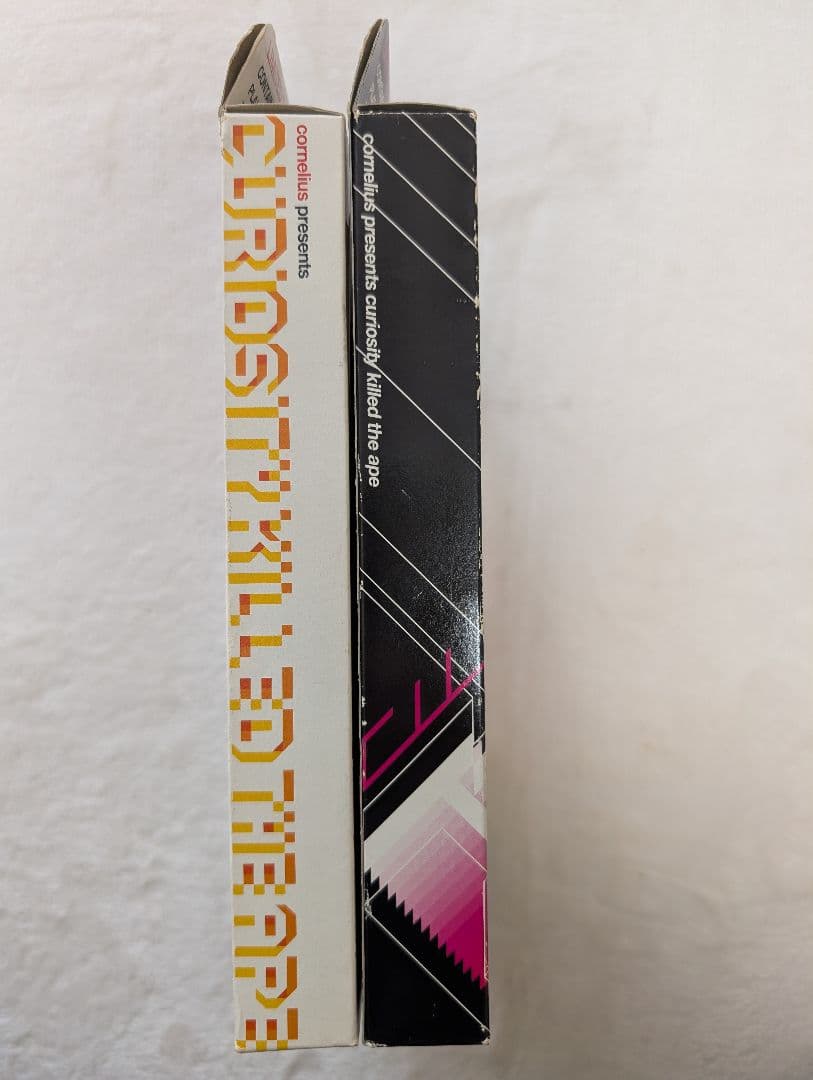 cornelius presents
CURIOSITY KILLED THE APE
cornelius presents curiosity killed the ape